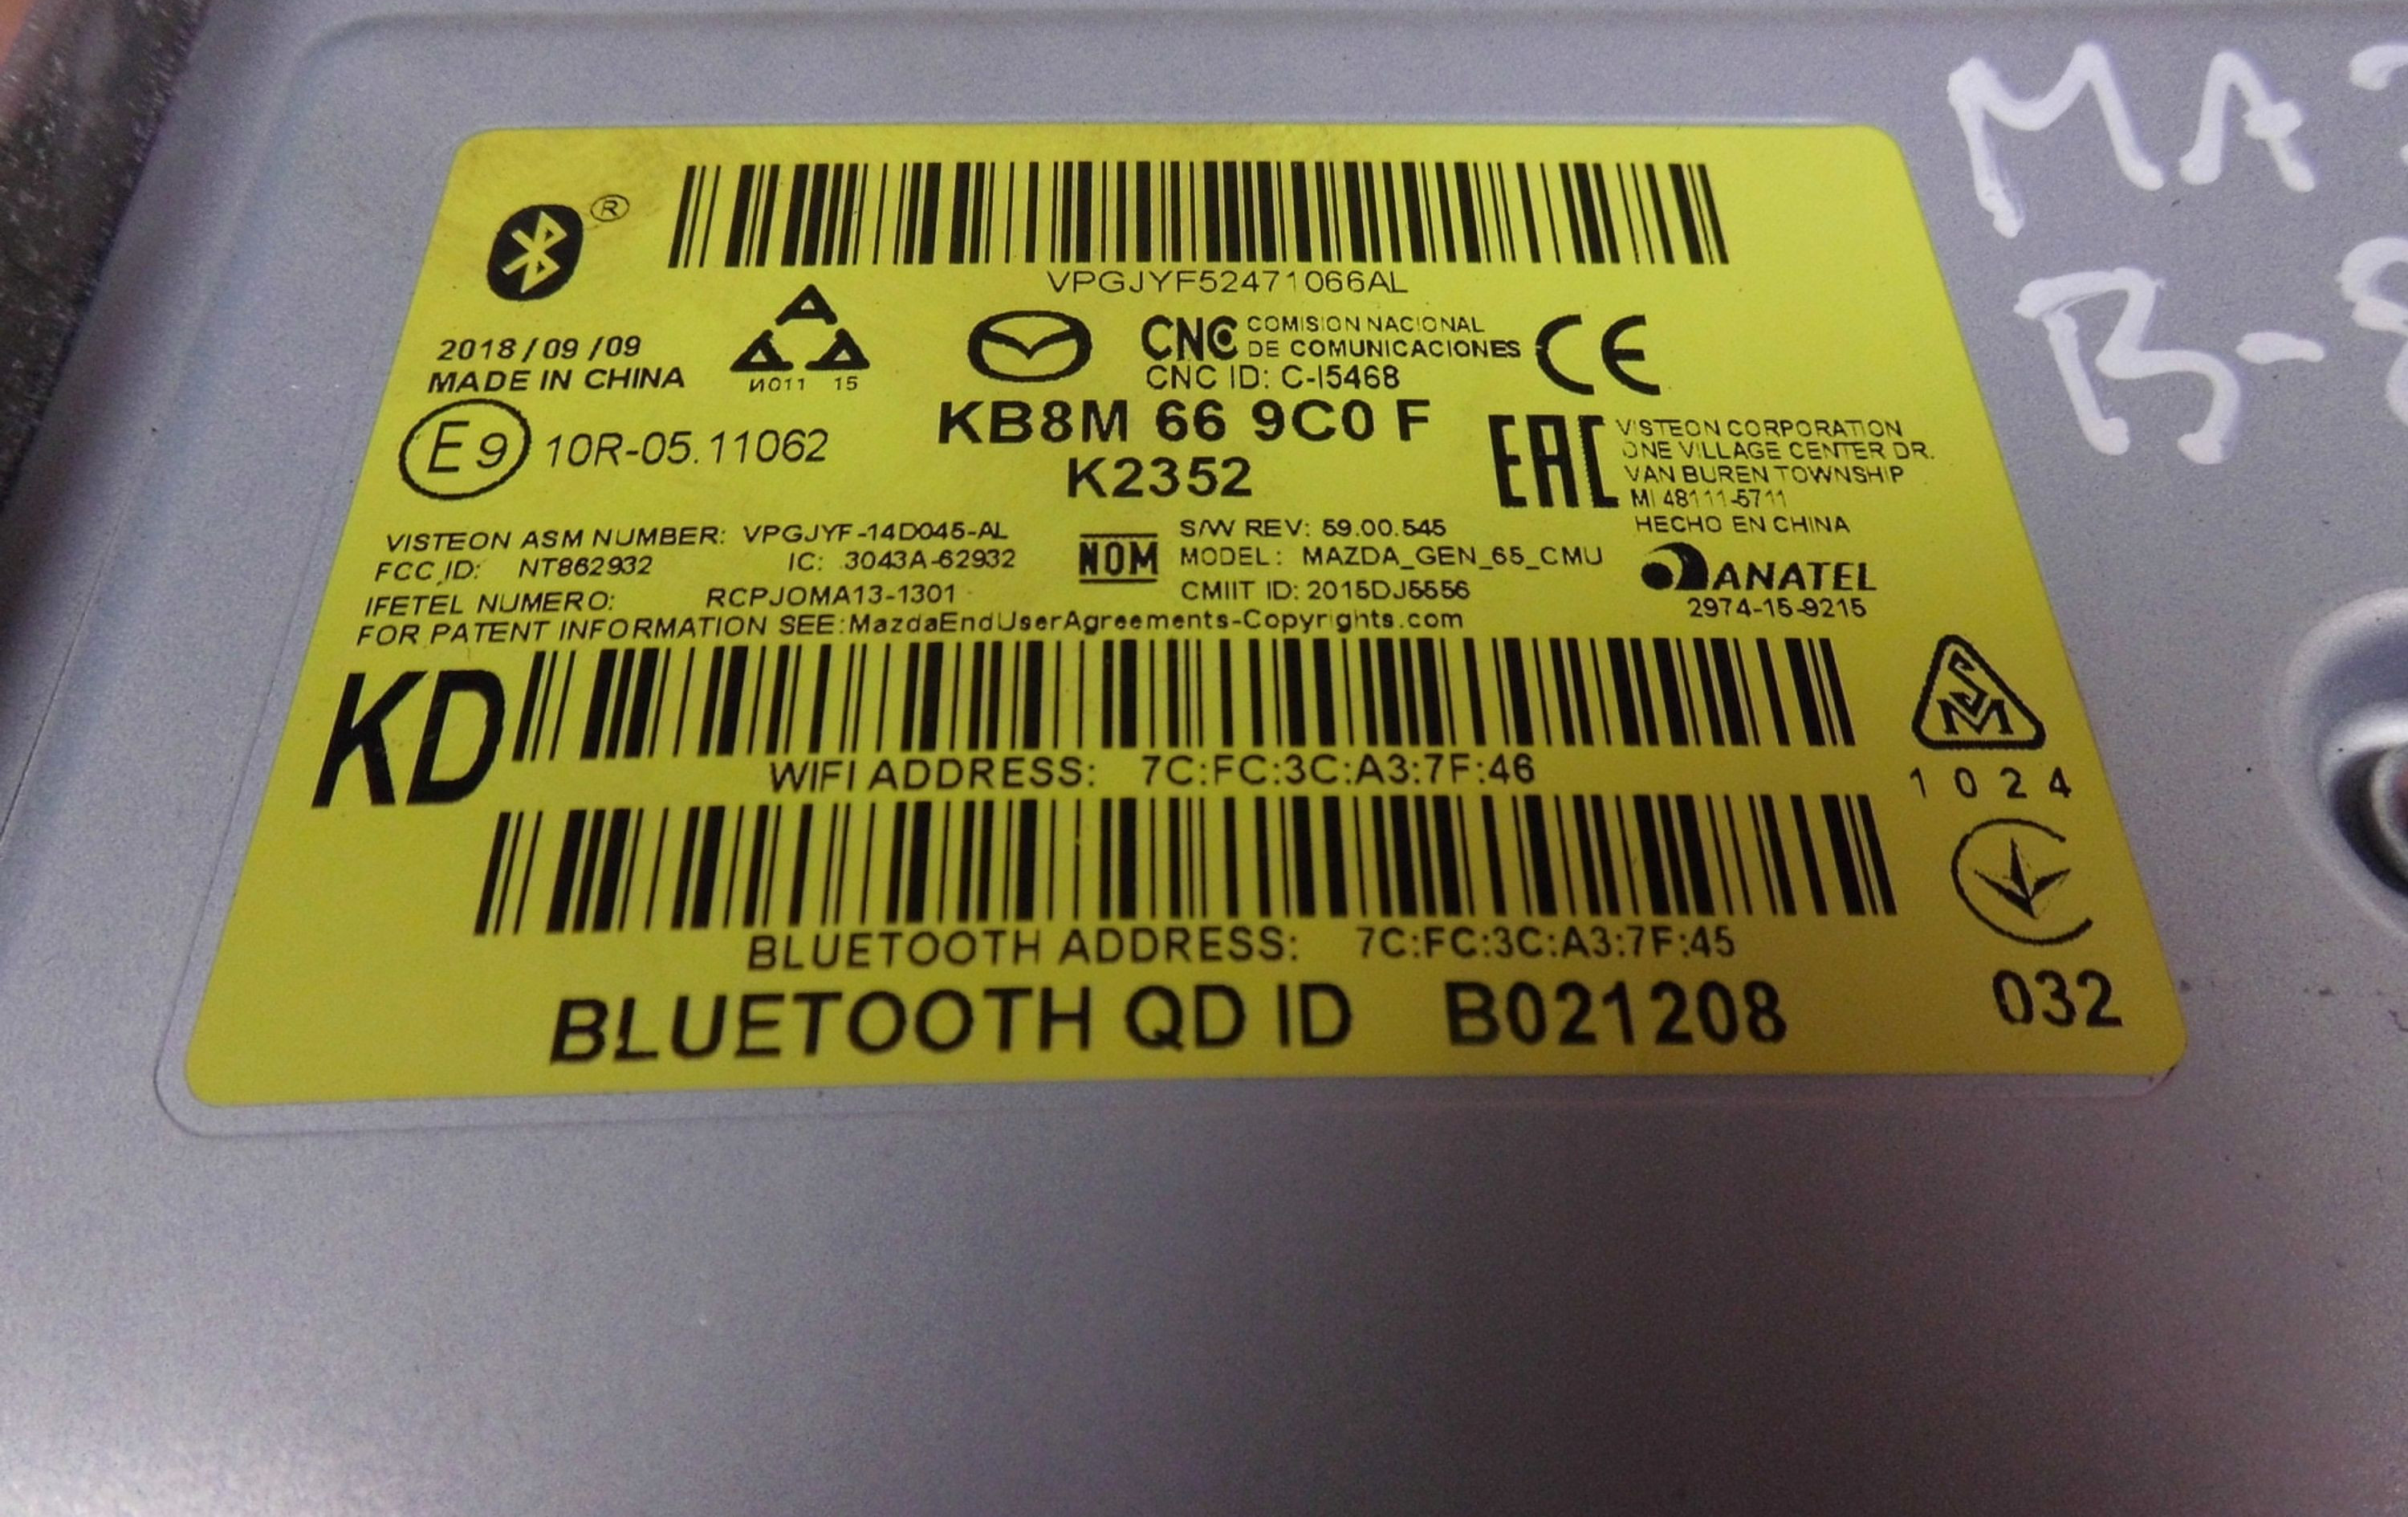 ®
VPGJYF52471066AL
2018/09/09
MADE IN CHINA
И011 15
CNC COMISION NACIONAL
DE COMUNICACIONES
CNC ID: C-I5468
CE
E9 10R-05.11062
KB8M 66 9C0 F
K2352
EAC
VISTEON CORPORATION
ONE VILLAGE CENTER DR.
VAN BUREN TOWNSHIP
MI 48111-5711
HECHO EN CHINA
VISTEON ASM NUMBER: VPGJYF-14D045-AL
FCC ID: NT862932 IC: 3043A-62932
IFETEL NUMERO: RCPJOMA13-1301
NOM
S/W REV: 59.00.545
MODEL: MAZDA_GEN_65_CMU
CMIIT ID: 2015DJ5556
ANATEL
2974-15-9215
FOR PATENT INFORMATION SEE:MazdaEndUserAgreements-Copyrights.com
KD
WIFI ADDRESS: 7C:FC:3C:A3:7F:46
1024
BLUETOOTH ADDRESS: 7C:FC:3C:A3:7F:45
BLUETOOTH QD ID B021208
032